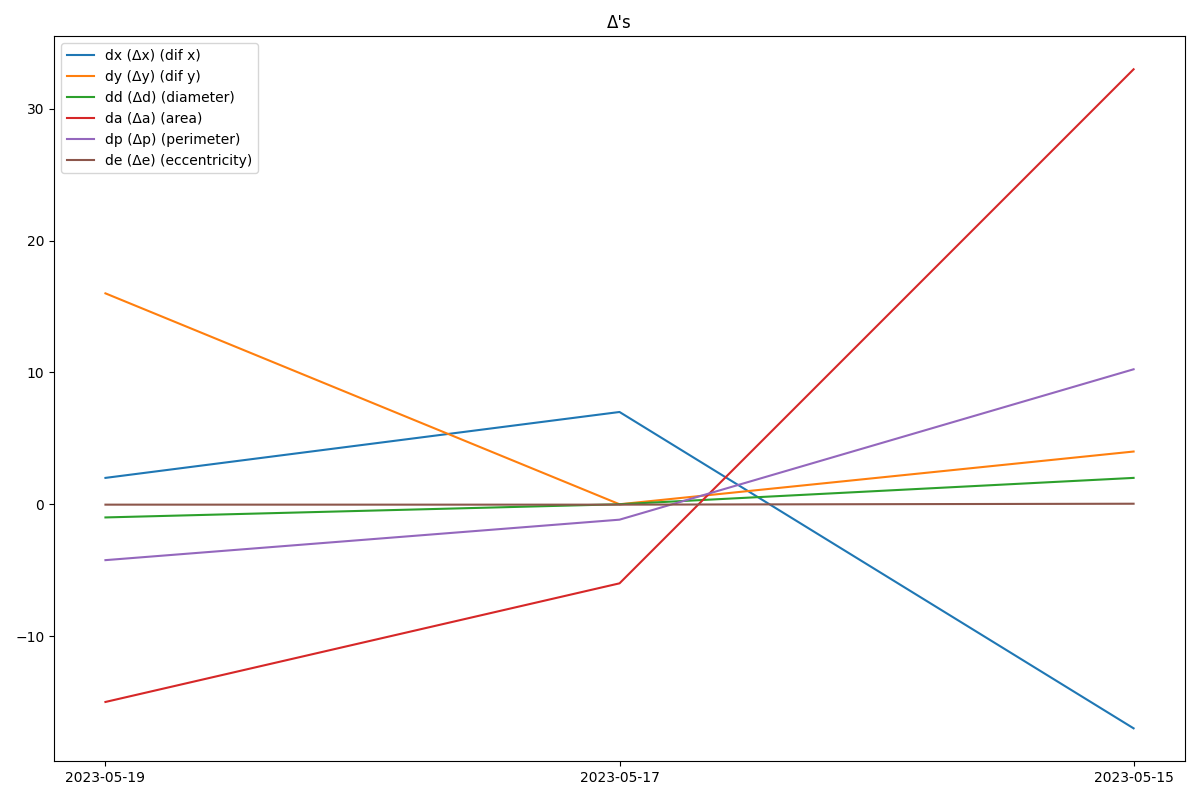 Δ's
dx (Δx) (dif x)
dy (Δy) (dif y)
dd (Δd) (diameter)
da (Δa) (area)
dp (Δp) (perimeter)
de (Δe) (eccentricity)
30
20
10
0
−10
2023-05-19
2023-05-17
2023-05-15